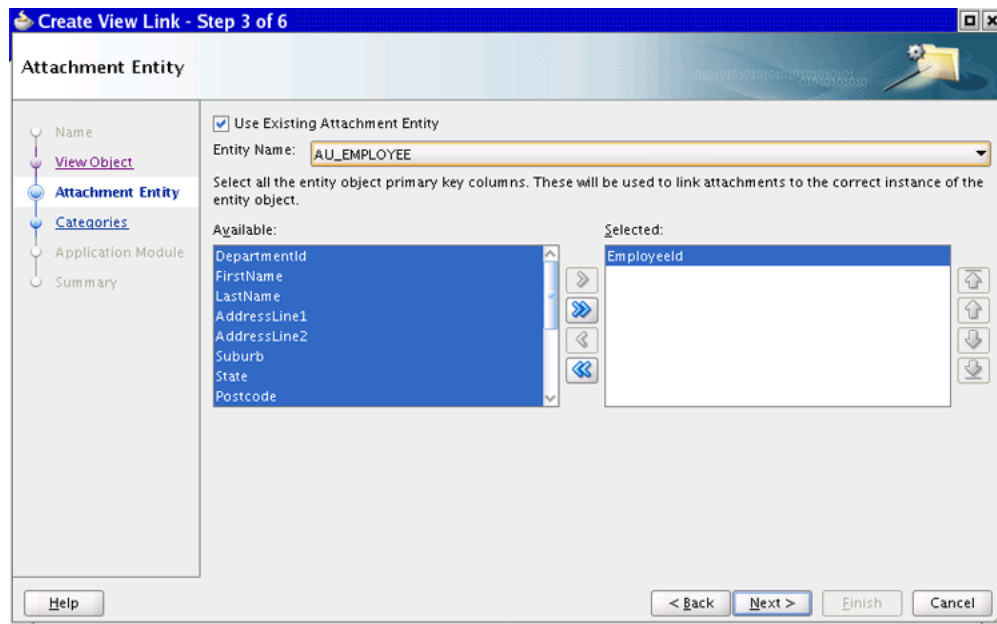 Create View Link - Step 3 of 6
Attachment Entity
Name
View Object
Attachment Entity
Categories
Application Module
Summary
Use Existing Attachment Entity
Entity Name: AU_EMPLOYEE
Select all the entity object primary key columns. These will be used to link attachments to the correct instance of the
entity object.
Available:
DepartmentId
FirstName
LastName
AddressLine1
AddressLine2
Suburb
State
Postcode
Selected:
EmployeeId
Help
< Back
Next >
Finish
Cancel